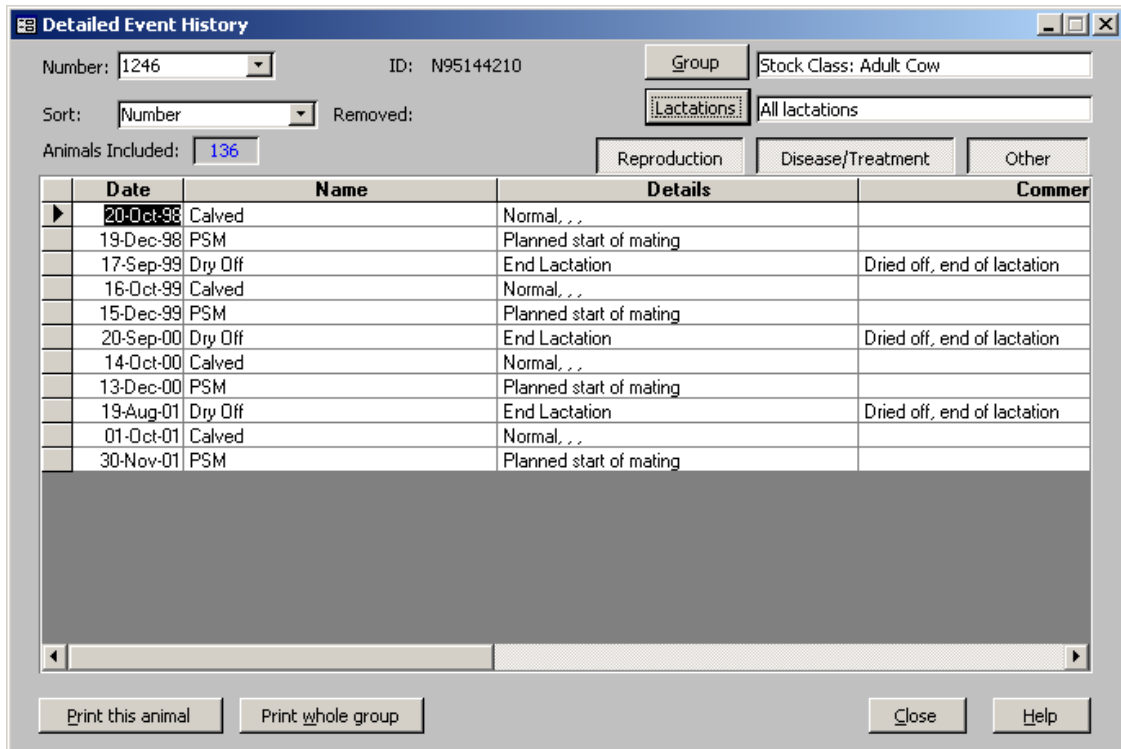 Detailed Event History
Number: 1246 ID: N95144210 Group Stock Class: Adult Cow
Sort: Number Removed: Lactations All lactations
Animals Included: 136 Reproduction Disease/Treatment Other
Date Name Details Commer
20-Oct-98 Calved Normal, , ,
19-Dec-98 PSM Planned start of mating
17-Sep-99 Dry Off End Lactation Dried off, end of lactation
16-Oct-99 Calved Normal, , ,
15-Dec-99 PSM Planned start of mating
20-Sep-00 Dry Off End Lactation Dried off, end of lactation
14-Oct-00 Calved Normal, , ,
13-Dec-00 PSM Planned start of mating
19-Aug-01 Dry Off End Lactation Dried off, end of lactation
01-Oct-01 Calved Normal, , ,
30-Nov-01 PSM Planned start of mating
Print this animal Print whole group Close Help